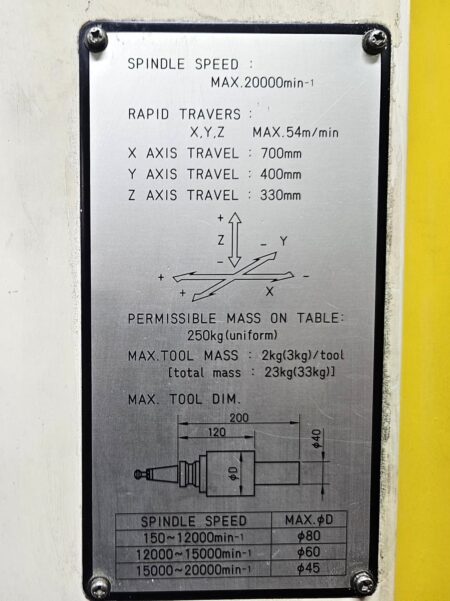 SPINDLE SPEED :
MAX.20000min-1
RAPID TRAVERS :
X,Y,Z MAX.54m/min
X AXIS TRAVEL : 700mm
Y AXIS TRAVEL : 400mm
Z AXIS TRAVEL : 330mm
+
Z - Y
-
+ -
+ X
PERMISSIBLE MASS ON TABLE:
250kg(uniform)
MAX.TOOL MASS : 2kg(3kg)/tool
[total mass : 23kg(33kg)]
MAX. TOOL DIM.
200
120
φ40
φD
SPINDLE SPEED MAX.φD
150~12000min-1 φ80
12000~15000min-1 φ60
15000~20000min-1 φ45